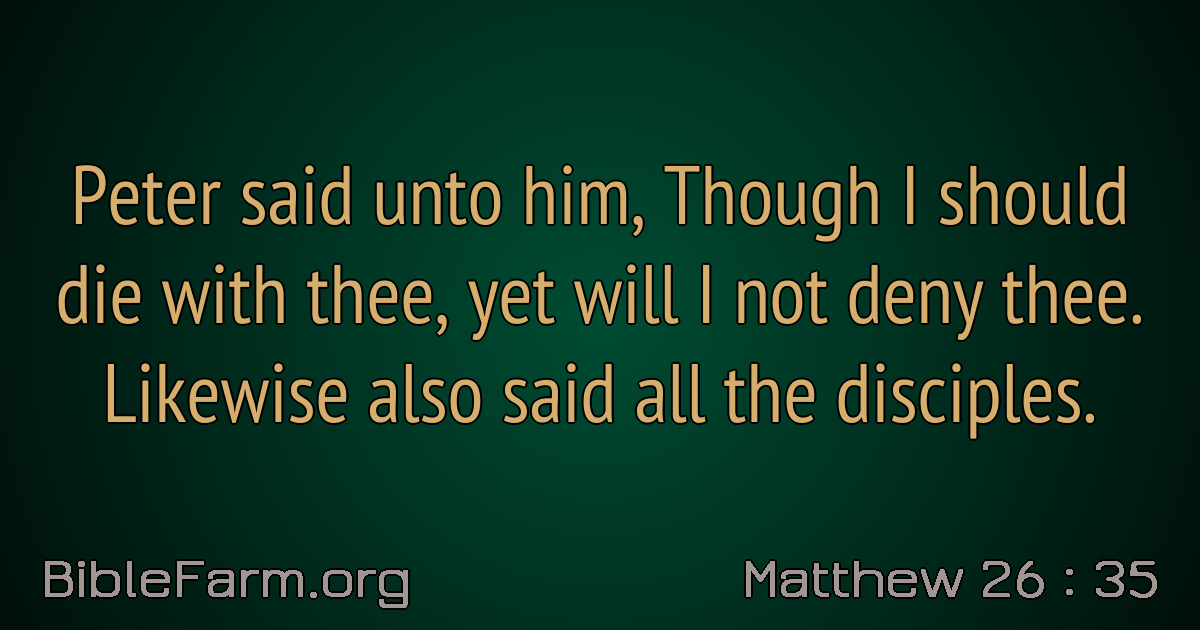 Peter said unto him, Though I should
die with thee, yet will I not deny thee.
Likewise also said all the disciples.
BibleFarm.org
Matthew 26 : 35